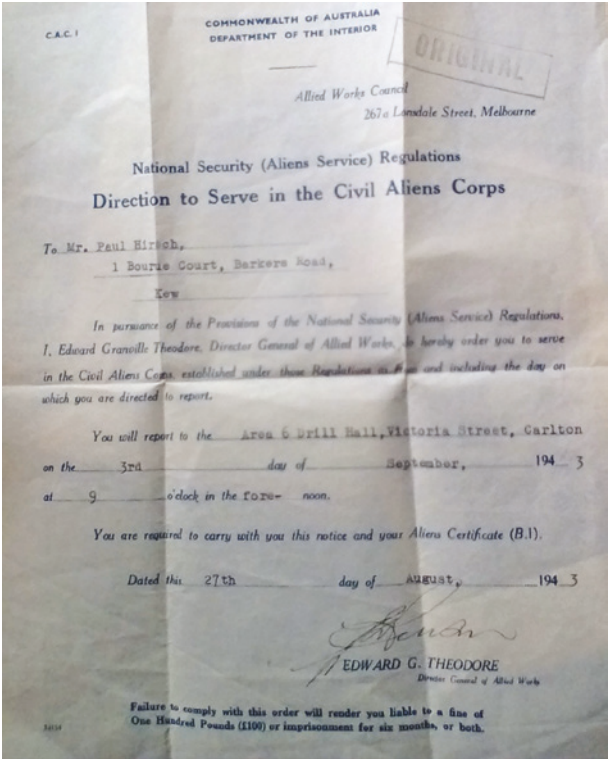 C.A.C. 1
COMMONWEALTH OF AUSTRALIA
DEPARTMENT OF THE INTERIOR
ORIGINAL
Allied Works Council
267a Lonsdale Street, Melbourne
National Security (Aliens Service) Regulations
Direction to Serve in the Civil Aliens Corps
To Mr. Paul Hirsch,
1 Bourie Court, Barkers Road,
Kew
In pursuance of the Provisions of the National Security (Aliens Service) Regulations,
I, Edward Granville Theodore, Director General of Allied Works, do hereby order you to serve
in the Civil Aliens Corps, established under those Regulations as from and including the day on
which you are directed to report.
You will report to the Area 6 Drill Hall, Victoria Street, Carlton
on the 3rd day of September, 194 3
at 9 o'clock in the fore- noon.
You are required to carry with you this notice and your Aliens Certificate (B.1).
Dated this 27th day of August, 194 3
EDWARD G. THEODORE
Director General of Allied Works
Failure to comply with this order will render you liable to a fine of
One Hundred Pounds (£100) or imprisonment for six months, or both.